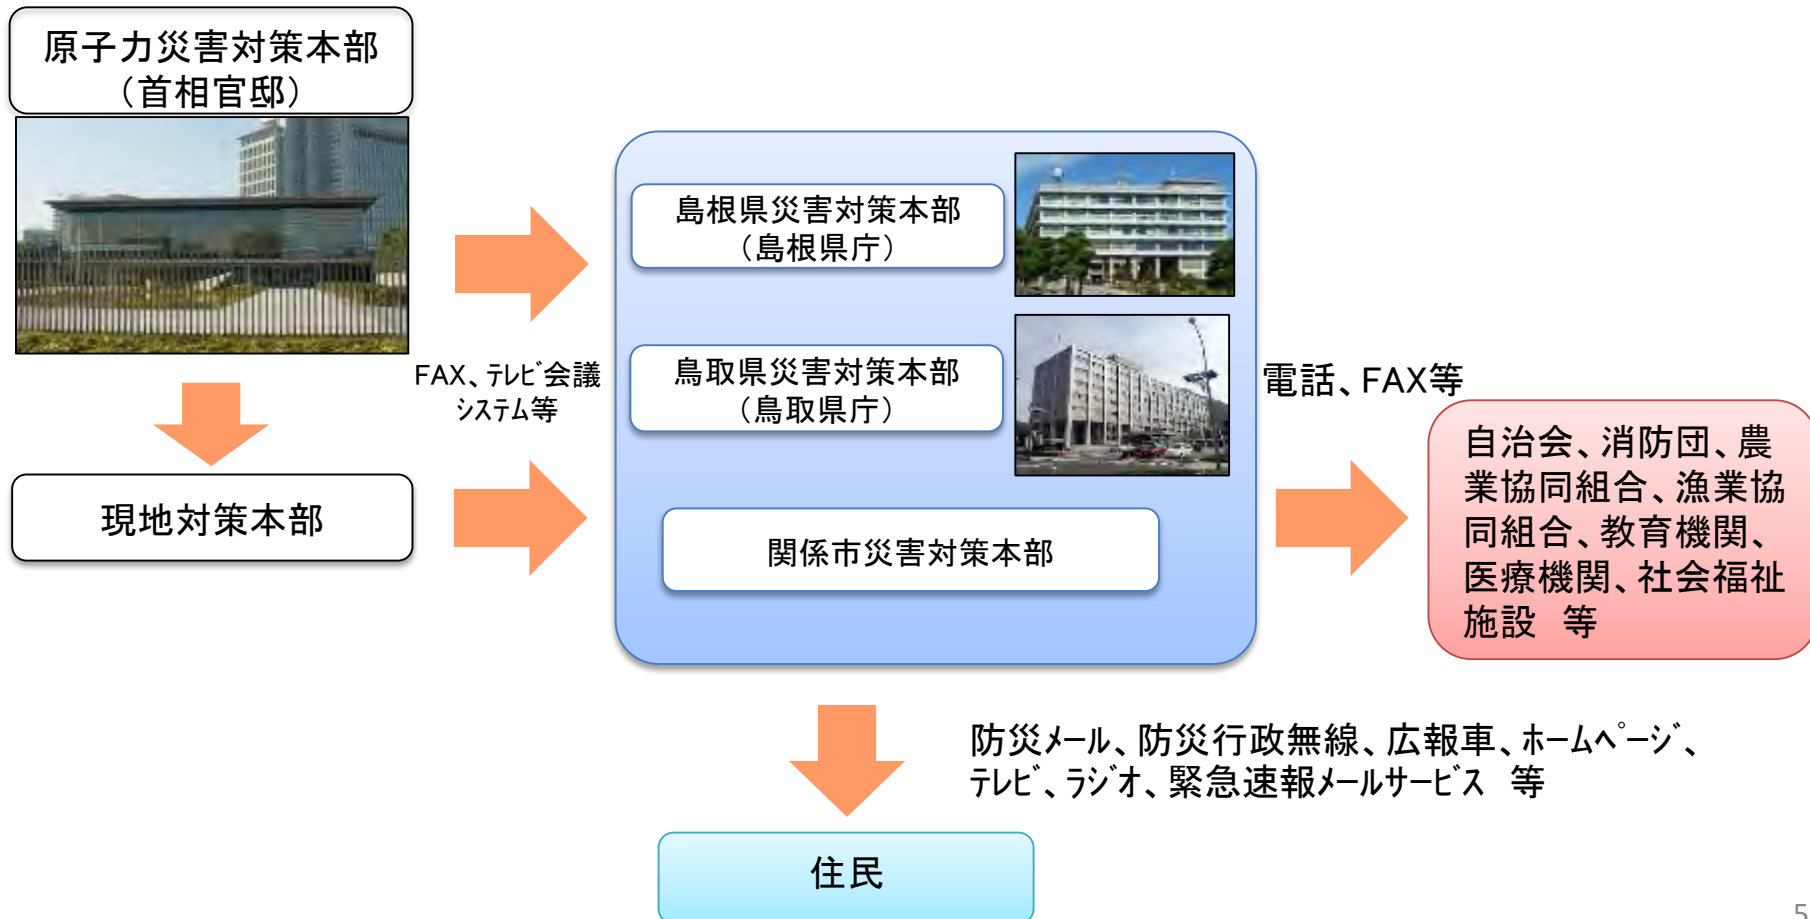 原子力災害対策本部
（首相官邸）
島根県災害対策本部
（島根県庁）
FAX、ﾃﾚﾋﾞ会議
ｼｽﾃﾑ等
鳥取県災害対策本部
（鳥取県庁）
電話、FAX等
現地対策本部
関係市災害対策本部
自治会、消防団、農
業協同組合、漁業協
同組合、教育機関、
医療機関、社会福祉
施設　等
防災ﾒｰﾙ、防災行政無線、広報車、ﾎｰﾑﾍﾟｰｼﾞ、
ﾃﾚﾋﾞ、ﾗｼﾞｵ、緊急速報ﾒｰﾙｻｰﾋﾞｽ　等
住民
5